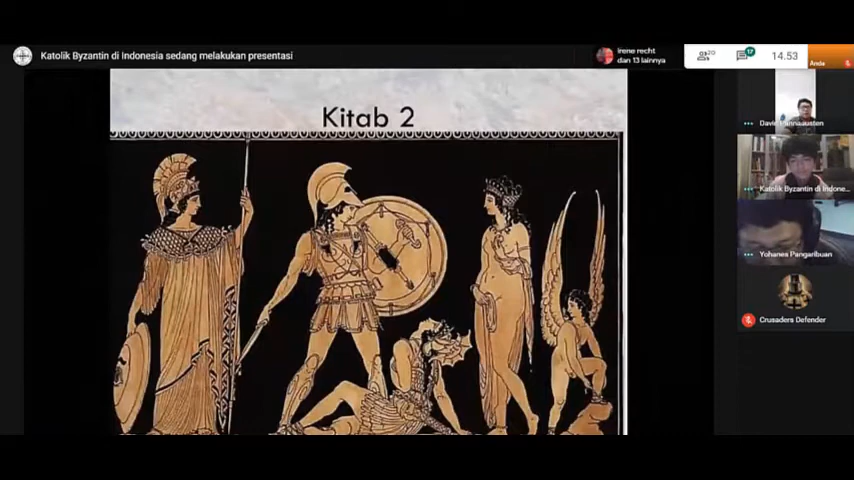 Katolik Byzantin di Indonesia sedang melakukan presentasi
irene recht
dan 13 lainnya
20
17
14.53
Anda
Kitab 2
Katolik Byzantin di Indone...
Yohanes Pangaribuan
Crusaders Defender